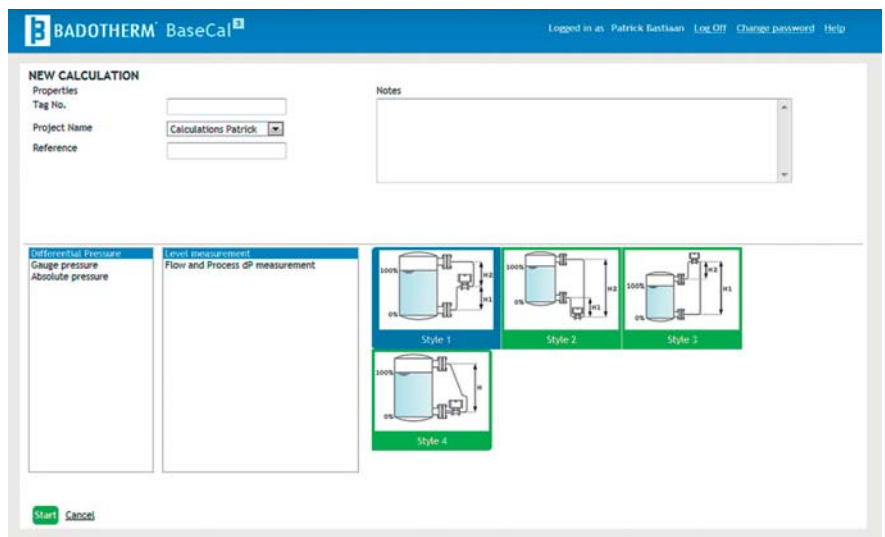 BADOTHERM BaseCal3
Logged in as Patrick Bastiaan Log Off Change password Help
NEW CALCULATION
Properties
Notes
Tag No.
Project Name Calculations Patrick
Reference
Differential Pressure
Gauge pressure
Absolute pressure
Level measurement
Flow and Process dP measurement
100%
H2
H1
0%
Style 1
100%
H2
0%
H1
Style 2
H2
100%
H1
0%
Style 3
100%
H
0%
Style 4
Start Cancel